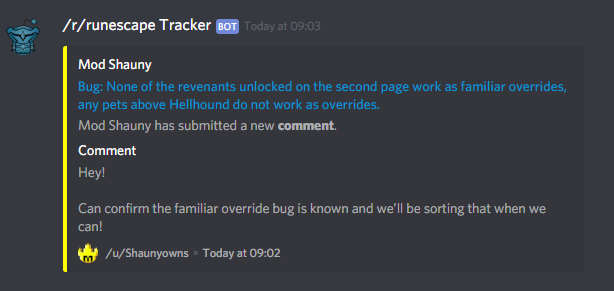 /r/runescape Tracker BOT Today at 09:03
Mod Shauny
Bug: None of the revenants unlocked on the second page work as familiar overrides,
any pets above Hellhound do not work as overrides.
Mod Shauny has submitted a new comment.
Comment
Hey!
Can confirm the familiar override bug is known and we'll be sorting that when we
can!
/u/Shaunyowns • Today at 09:02